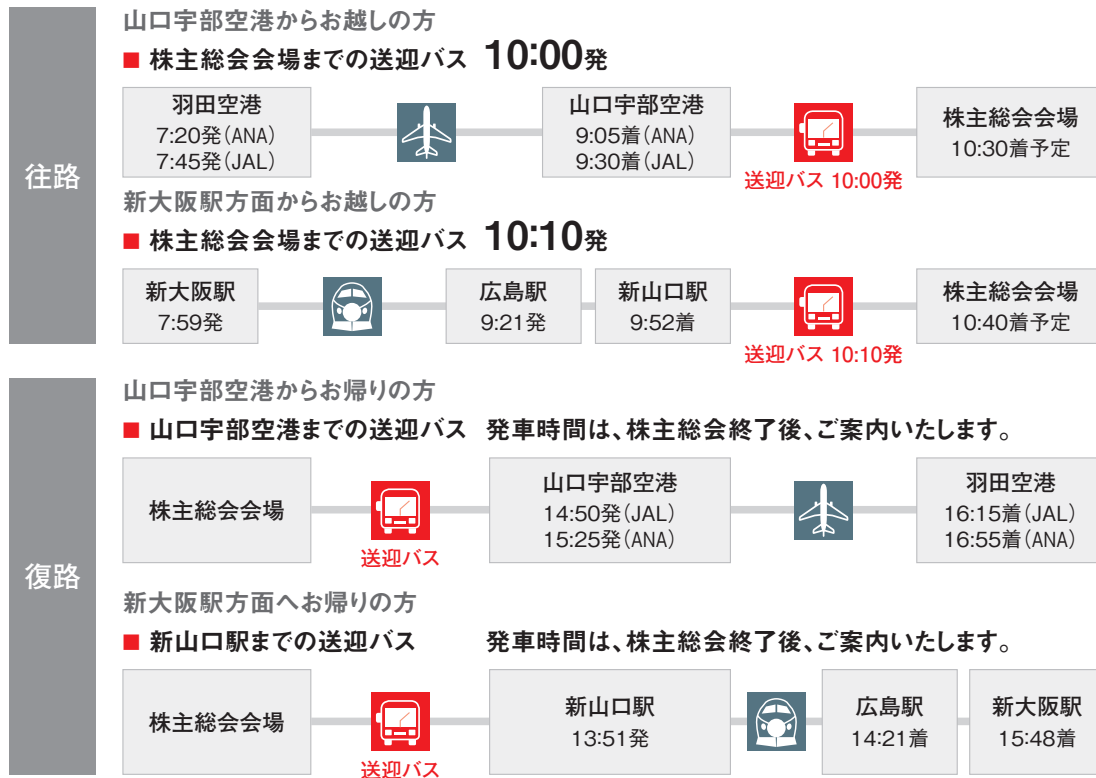 往路
山口宇部空港からお越しの方
■ 株主総会会場までの送迎バス 10:00発
羽田空港
7:20発(ANA)
7:45発(JAL)
山口宇部空港
9:05着(ANA)
9:30着(JAL)
送迎バス 10:00発
株主総会会場
10:30着予定
新大阪駅方面からお越しの方
■ 株主総会会場までの送迎バス 10:10発
新大阪駅
7:59発
広島駅
9:21発
新山口駅
9:52着
送迎バス 10:10発
株主総会会場
10:40着予定
復路
山口宇部空港からお帰りの方
■ 山口宇部空港までの送迎バス 発車時間は、株主総会終了後、ご案内いたします。
株主総会会場
送迎バス
山口宇部空港
14:50発(JAL)
15:25発(ANA)
羽田空港
16:15着(JAL)
16:55着(ANA)
新大阪駅方面へお帰りの方
■ 新山口駅までの送迎バス 発車時間は、株主総会終了後、ご案内いたします。
株主総会会場
送迎バス
新山口駅
13:51発
広島駅
14:21着
新大阪駅
15:48着